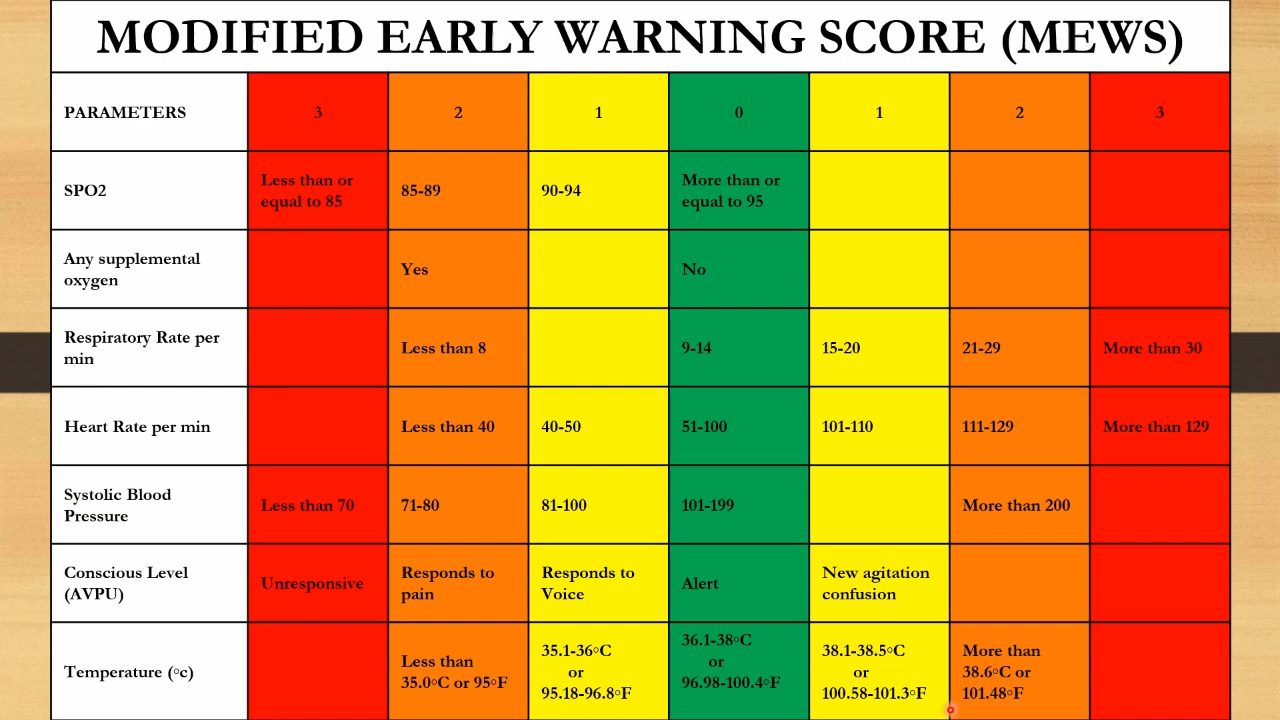 MODIFIED EARLY WARNING SCORE (MEWS)
PARAMETERS 3 2 1 0 1 2 3
SPO2
Less than or
equal to 85
85-89
90-94
More than or
equal to 95
Any supplemental
oxygen
Yes
No
Respiratory Rate per
min
Less than 8
9-14
15-20
21-29
More than 30
Heart Rate per min
Less than 40
40-50
51-100
101-110
111-129
More than 129
Systolic Blood
Pressure
Less than 70
71-80
81-100
101-199
More than 200
Conscious Level
(AVPU)
Unresponsive
Responds to
pain
Responds to
Voice
Alert
New agitation
confusion
Temperature (◦c)
Less than
35.0◦C or 95◦F
35.1-36◦C
or
95.18-96.8◦F
36.1-38◦C
or
96.98-100.4◦F
38.1-38.5◦C
or
100.58-101.3◦F
More than
38.6◦C or
101.48◦F